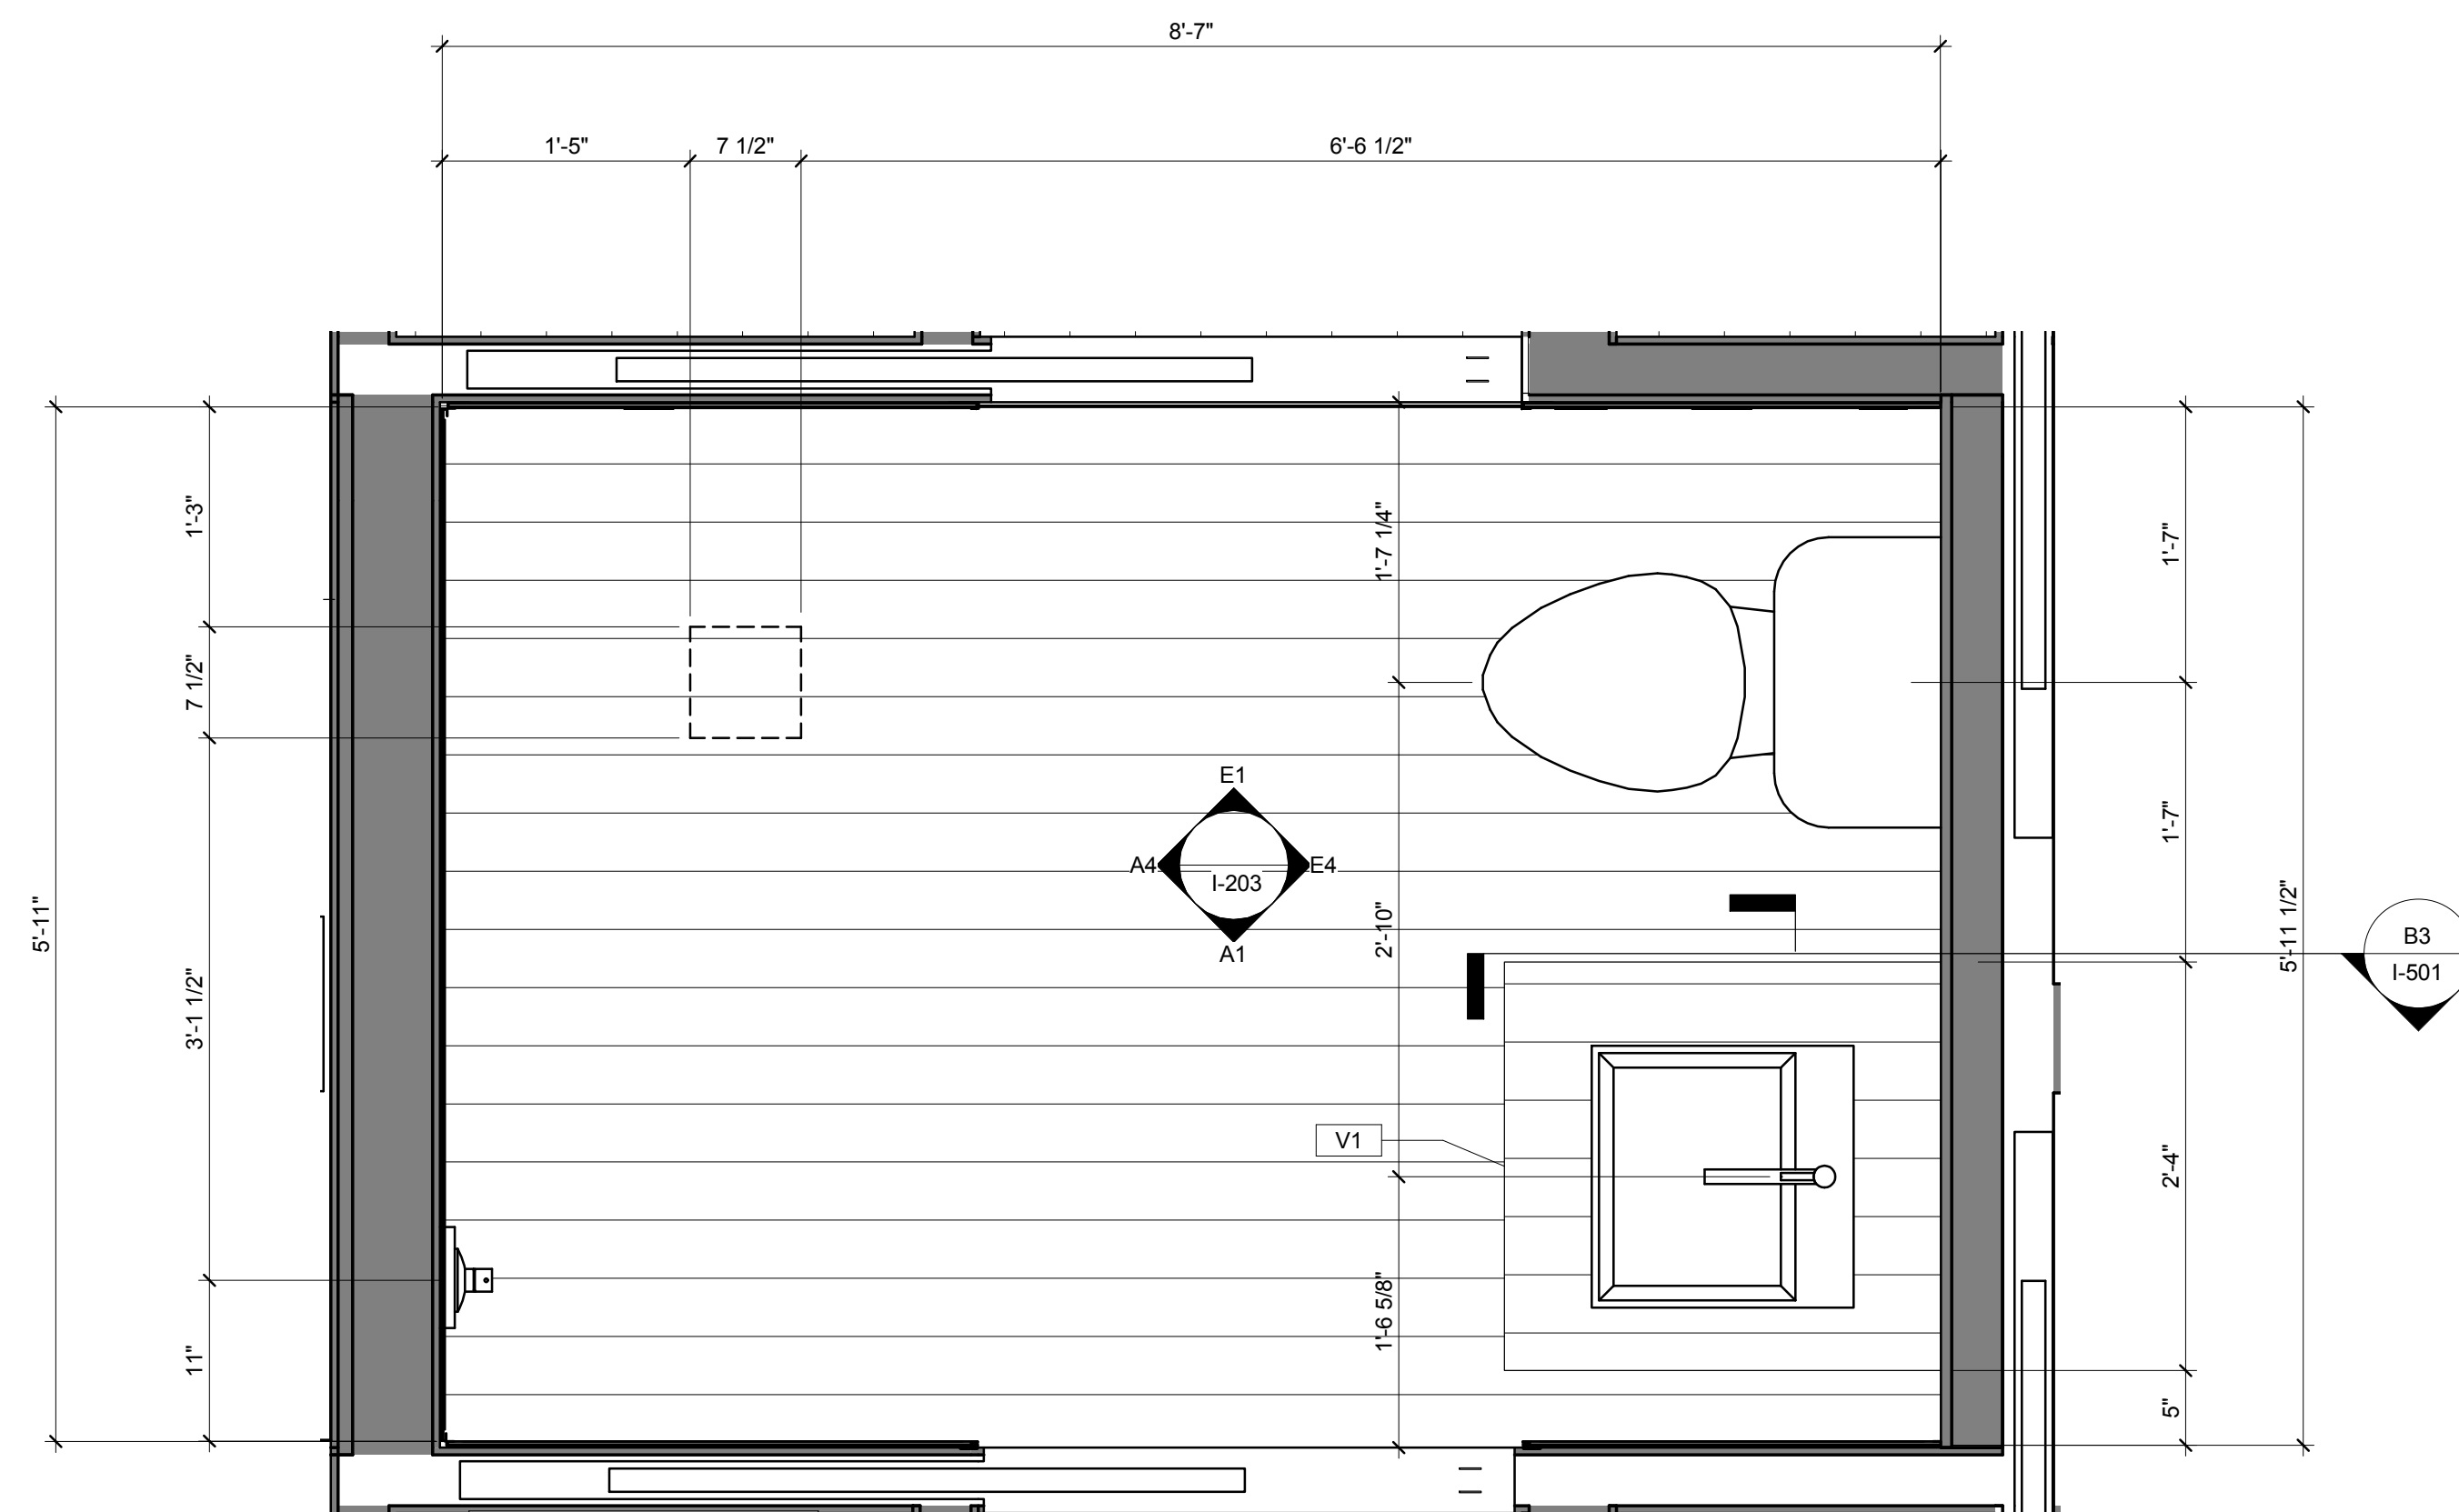 8'-7"
1'-5"
7 1/2"
6'-6 1/2"
5'-11"
1'-3"
7 1/2"
3'-1 1/2"
11"
1'-7 1/4"
2'-10"
1'-6 5/8"
E1
A4
E4
I-203
A1
V1
1'-7"
1'-7"
2'-4"
5"
5'-11 1/2"
B3
I-501